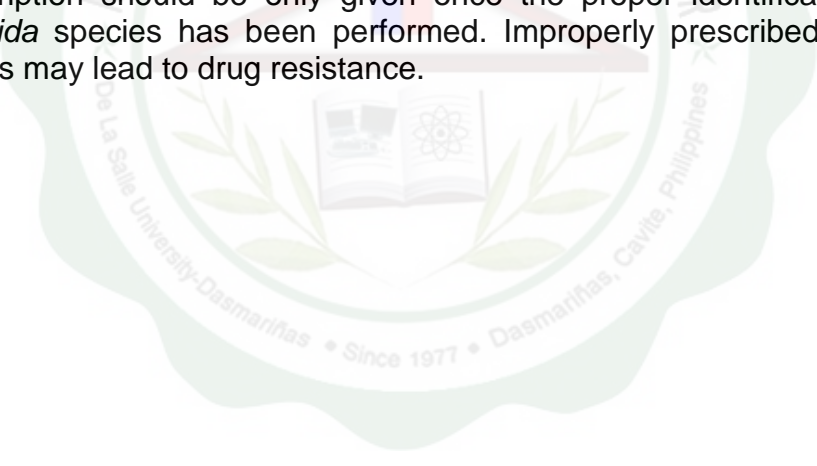 mption should be only given once the proper identifica
ida species has been performed. Improperly prescribed
s may lead to drug resistance.
De La Salle University-Dasmariñas • Since 1977 • Dasmariñas, Cavite, Philippines